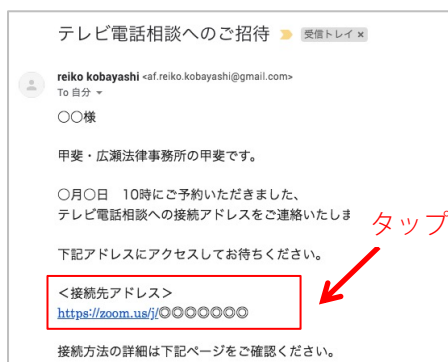 テレビ電話相談へのご招待 受信トレイ ×
reiko kobayashi <af.reiko.kobayashi@gmail.com>
To 自分
〇〇様
甲斐・広瀬法律事務所の甲斐です。
〇月〇日 10時にご予約いただきました、
テレビ電話相談への接続アドレスをご連絡いたしま
タップ
下記アドレスにアクセスしてお待ちください。
＜接続先アドレス＞
https://zoom.us/j/◎◎◎◎◎◎◎
接続方法の詳細は下記ページをご確認ください。